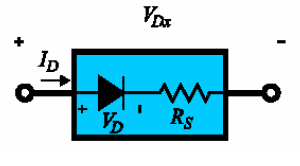 V_Dx
+ -
I_D
+ V_D - R_S